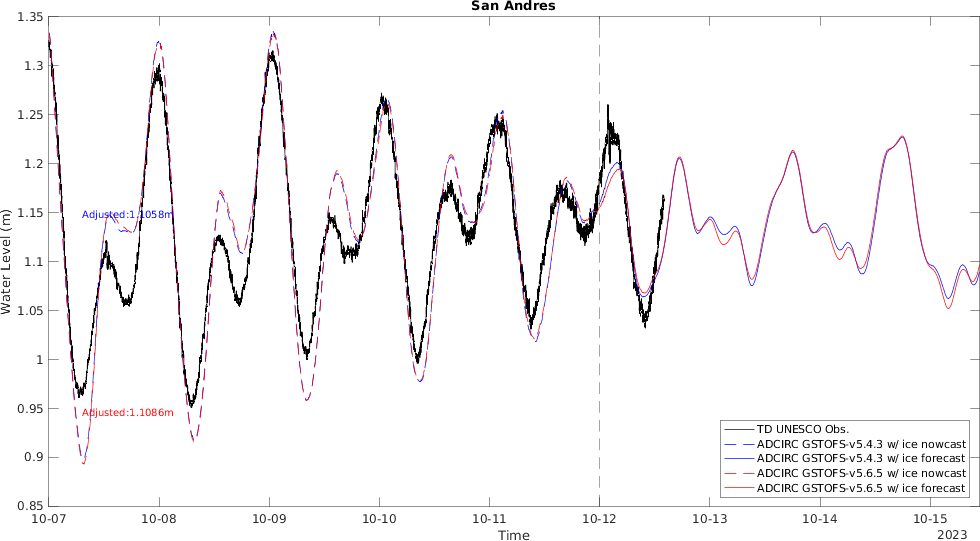 San Andres
1.35
1.3
1.25
1.2
1.15
1.1
1.05
1
0.95
0.9
0.85
Water Level (m)
Adjusted:1.1058m
Adjusted:1.1086m
TD UNESCO Obs.
ADCIRC GSTOFS-v5.4.3 w/ ice nowcast
ADCIRC GSTOFS-v5.4.3 w/ ice forecast
ADCIRC GSTOFS-v5.6.5 w/ ice nowcast
ADCIRC GSTOFS-v5.6.5 w/ ice forecast
10-07 10-08 10-09 10-10 10-11 10-12 10-13 10-14 10-15
Time
2023